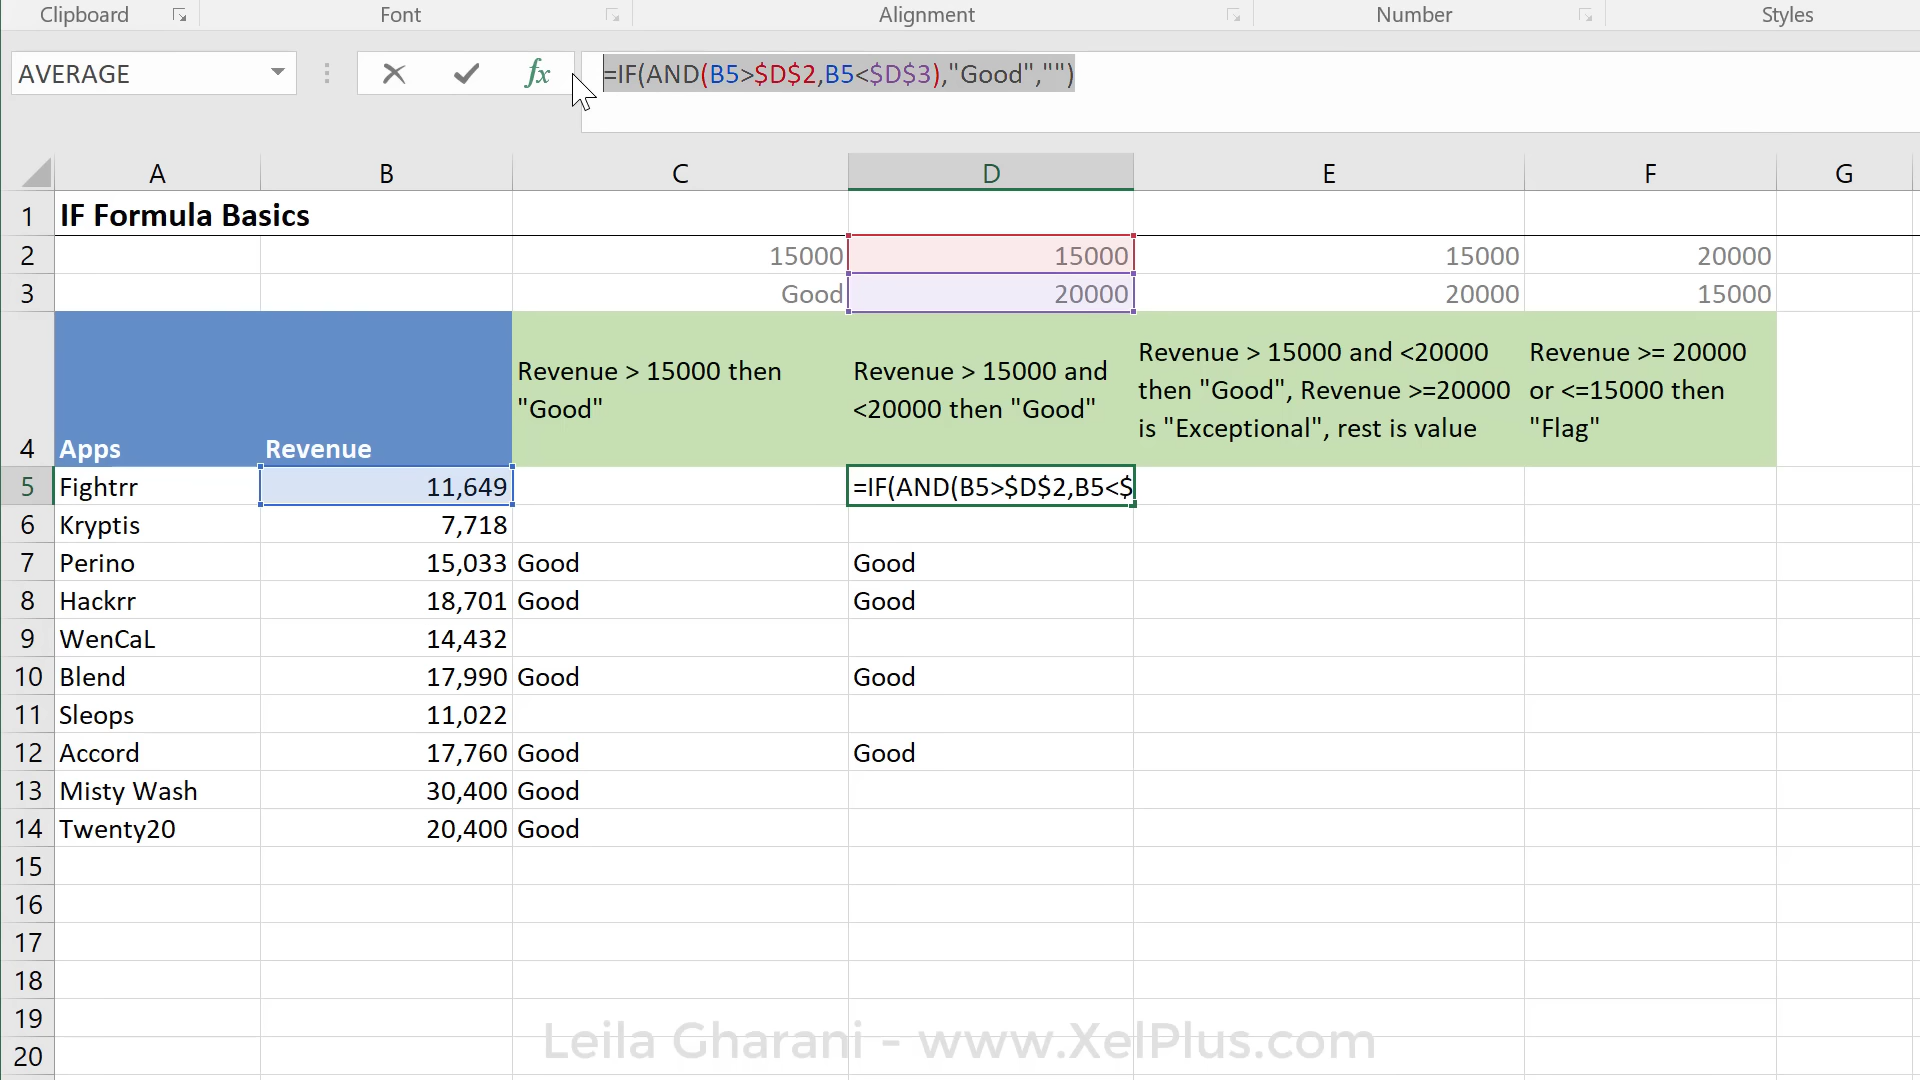 Clipboard Font Alignment Number Styles
AVERAGE fx =IF(AND(B5>$D$2,B5<$D$3),"Good","")
A B C D E F G
1 IF Formula Basics
2 15000 15000 15000 20000
3 Good 20000 20000 15000
4 Apps Revenue
Revenue > 15000 then
"Good"
Revenue > 15000 and
<20000 then "Good"
Revenue > 15000 and <20000
then "Good", Revenue >=20000
is "Exceptional", rest is value
Revenue >= 20000
or <=15000 then
"Flag"
5 Fightrr 11,649 =IF(AND(B5>$D$2,B5<$
6 Kryptis 7,718
7 Perino 15,033 Good Good
8 Hackrr 18,701 Good Good
9 WenCaL 14,432
10 Blend 17,990 Good Good
11 Sleops 11,022
12 Accord 17,760 Good Good
13 Misty Wash 30,400 Good
14 Twenty20 20,400 Good
15
16
17
18
19
20
Leila Gharani - www.XelPlus.com